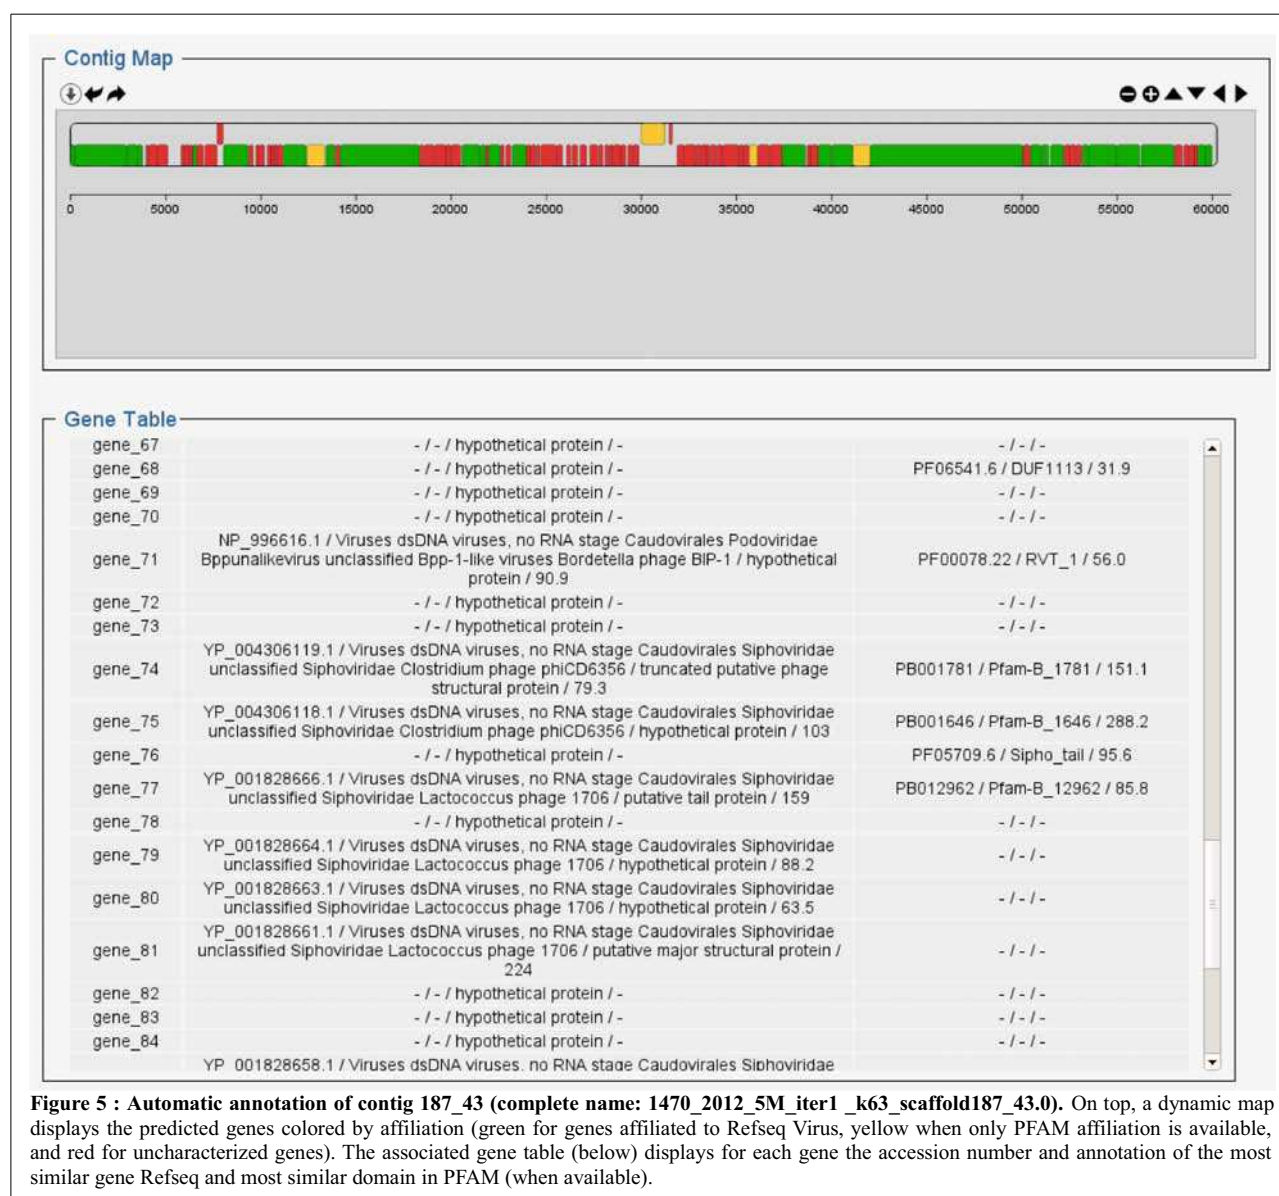 Contig Map
0 5000 10000 15000 20000 25000 30000 35000 40000 45000 50000 55000 60000
Gene Table
gene_67 - / - / hypothetical protein / - - / - / -
gene_68 - / - / hypothetical protein / - PF06541.6 / DUF1113 / 31.9
gene_69 - / - / hypothetical protein / - - / - / -
gene_70 - / - / hypothetical protein / - - / - / -
NP_996616.1 / Viruses dsDNA viruses, no RNA stage Caudovirales Podoviridae
gene_71 Bppunalikevirus unclassified Bpp-1-like viruses Bordetella phage BIP-1 / hypothetical PF00078.22 / RVT_1 / 56.0
protein / 90.9
gene_72 - / - / hypothetical protein / - - / - / -
gene_73 - / - / hypothetical protein / - - / - / -
YP_004306119.1 / Viruses dsDNA viruses, no RNA stage Caudovirales Siphoviridae
gene_74 unclassified Siphoviridae Clostridium phage phiCD6356 / truncated putative phage PB001781 / Pfam-B_1781 / 151.1
structural protein / 79.3
gene_75 YP_004306118.1 / Viruses dsDNA viruses, no RNA stage Caudovirales Siphoviridae PB001646 / Pfam-B_1646 / 288.2
unclassified Siphoviridae Clostridium phage phiCD6356 / hypothetical protein / 103
gene_76 - / - / hypothetical protein / - PF05709.6 / Sipho_tail / 95.6
gene_77 YP_001828666.1 / Viruses dsDNA viruses, no RNA stage Caudovirales Siphoviridae PB012962 / Pfam-B_12962 / 85.8
unclassified Siphoviridae Lactococcus phage 1706 / putative tail protein / 159
gene_78 - / - / hypothetical protein / - - / - / -
gene_79 YP_001828664.1 / Viruses dsDNA viruses, no RNA stage Caudovirales Siphoviridae - / - / -
unclassified Siphoviridae Lactococcus phage 1706 / hypothetical protein / 88.2
gene_80 YP_001828663.1 / Viruses dsDNA viruses, no RNA stage Caudovirales Siphoviridae - / - / -
unclassified Siphoviridae Lactococcus phage 1706 / hypothetical protein / 63.5
YP_001828661.1 / Viruses dsDNA viruses, no RNA stage Caudovirales Siphoviridae
gene_81 unclassified Siphoviridae Lactococcus phage 1706 / putative major structural protein / - / - / -
224
gene_82 - / - / hypothetical protein / - - / - / -
gene_83 - / - / hypothetical protein / - - / - / -
gene_84 - / - / hypothetical protein / - - / - / -
YP_001828658.1 / Viruses dsDNA viruses, no RNA stage Caudovirales Siphoviridae
Figure 5 : Automatic annotation of contig 187_43 (complete name: 1470_2012_5M_iter1 _k63_scaffold187_43.0). On top, a dynamic map
displays the predicted genes colored by affiliation (green for genes affiliated to Refseq Virus, yellow when only PFAM affiliation is available,
and red for uncharacterized genes). The associated gene table (below) displays for each gene the accession number and annotation of the most
similar gene Refseq and most similar domain in PFAM (when available).